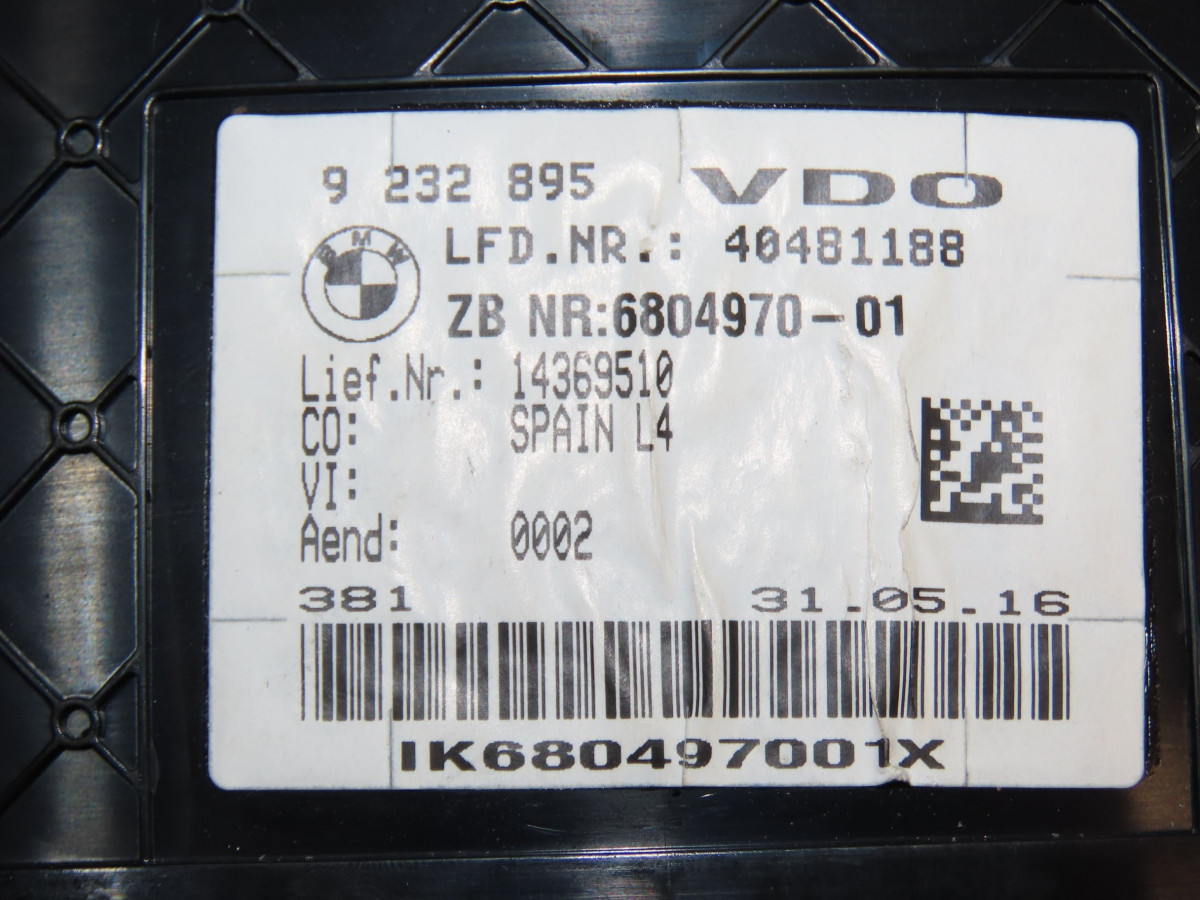 9 232 895 VDO
BMW
LFD.NR.: 40481188
ZB NR:6804970-01
Lief.Nr.: 14369510
CO: SPAIN L4
VI:
Aend: 0002
381 31.05.16
IK680497001X